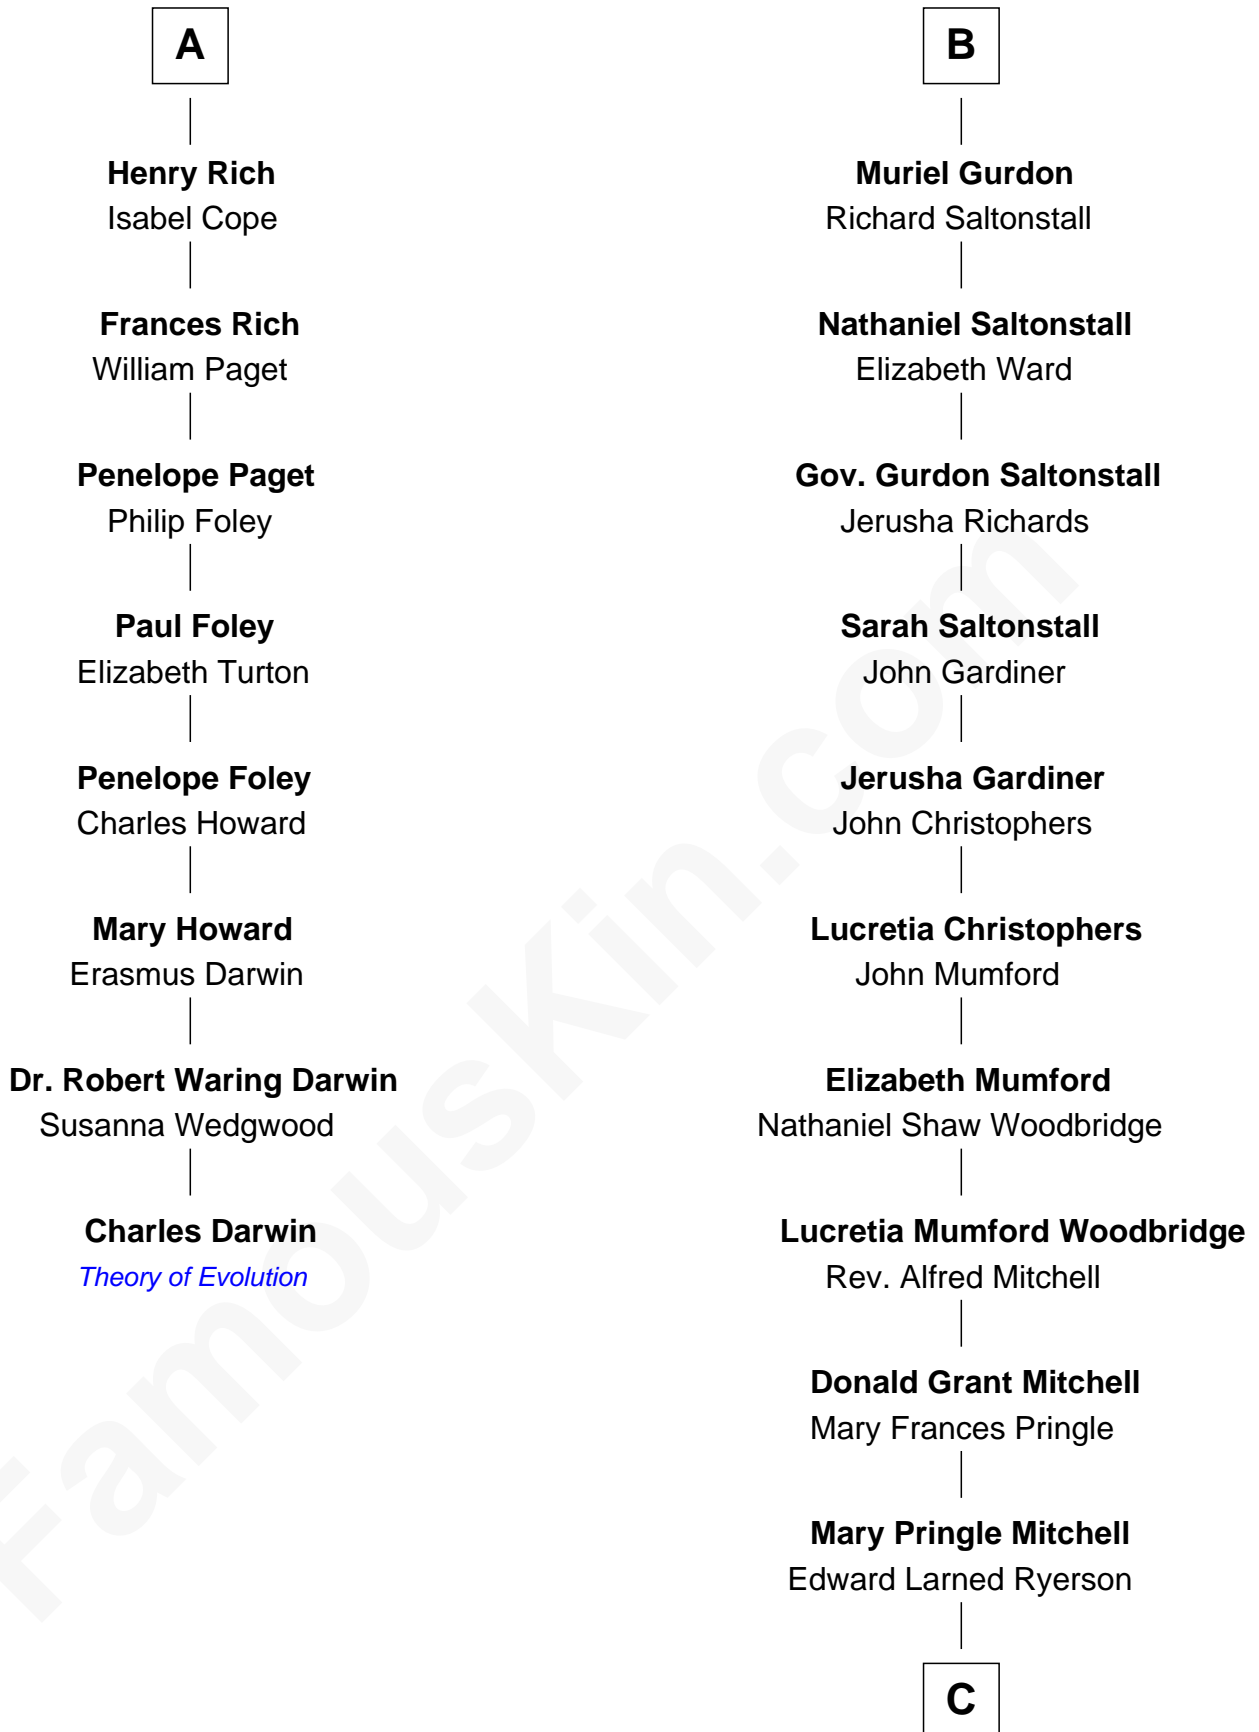 A
Henry Rich
Isabel Cope
Frances Rich
William Paget
Penelope Paget
Philip Foley
Paul Foley
Elizabeth Turton
Penelope Foley
Charles Howard
Mary Howard
Erasmus Darwin
Dr. Robert Waring Darwin
Susanna Wedgwood
Charles Darwin
Theory of Evolution
B
Muriel Gurdon
Richard Saltonstall
Nathaniel Saltonstall
Elizabeth Ward
Gov. Gurdon Saltonstall
Jerusha Richards
Sarah Saltonstall
John Gardiner
Jerusha Gardiner
John Christophers
Lucretia Christophers
John Mumford
Elizabeth Mumford
Nathaniel Shaw Woodbridge
Lucretia Mumford Woodbridge
Rev. Alfred Mitchell
Donald Grant Mitchell
Mary Frances Pringle
Mary Pringle Mitchell
Edward Larned Ryerson
C
FamousKin.com